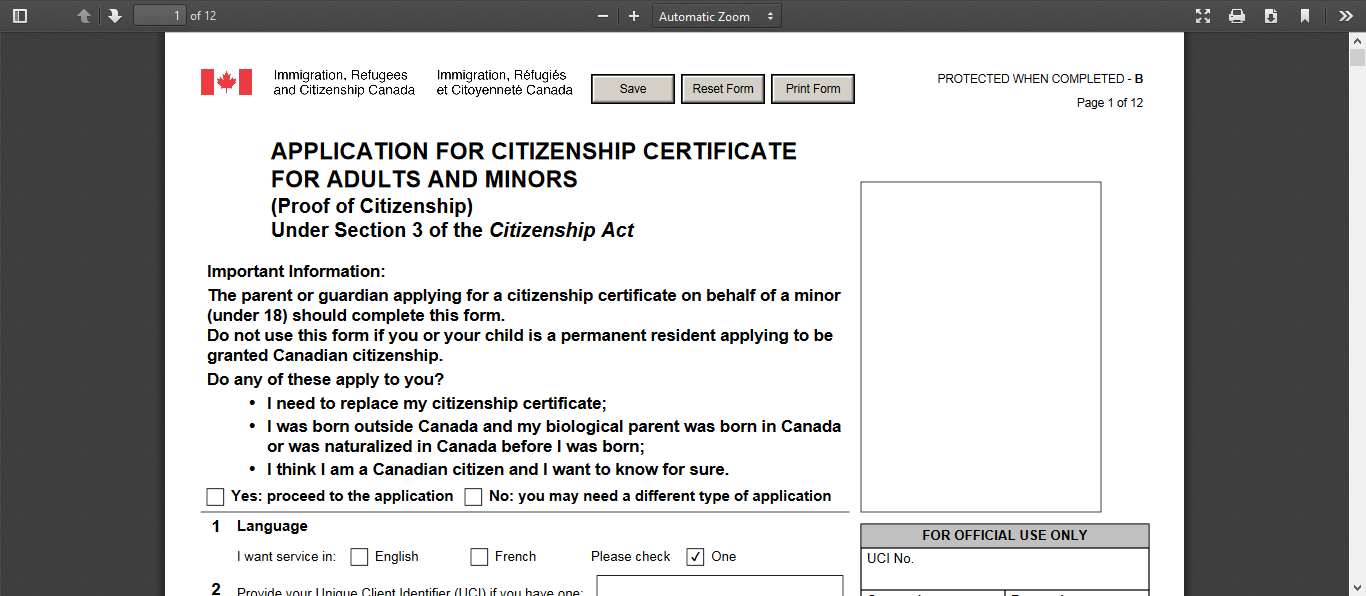 1 of 12
Automatic Zoom
Immigration, Refugees
and Citizenship Canada
Immigration, Réfugiés
et Citoyenneté Canada
Save
Reset Form
Print Form
PROTECTED WHEN COMPLETED - B
Page 1 of 12
APPLICATION FOR CITIZENSHIP CERTIFICATE
FOR ADULTS AND MINORS
(Proof of Citizenship)
Under Section 3 of the Citizenship Act
Important Information:
The parent or guardian applying for a citizenship certificate on behalf of a minor
(under 18) should complete this form.
Do not use this form if you or your child is a permanent resident applying to be
granted Canadian citizenship.
Do any of these apply to you?
• I need to replace my citizenship certificate;
• I was born outside Canada and my biological parent was born in Canada
or was naturalized in Canada before I was born;
• I think I am a Canadian citizen and I want to know for sure.
Yes: proceed to the application No: you may need a different type of application
1 Language
I want service in: English French Please check ✓ One
2 Provide your Unique Client Identifier (UCI) if you have one:
FOR OFFICIAL USE ONLY
UCI No.